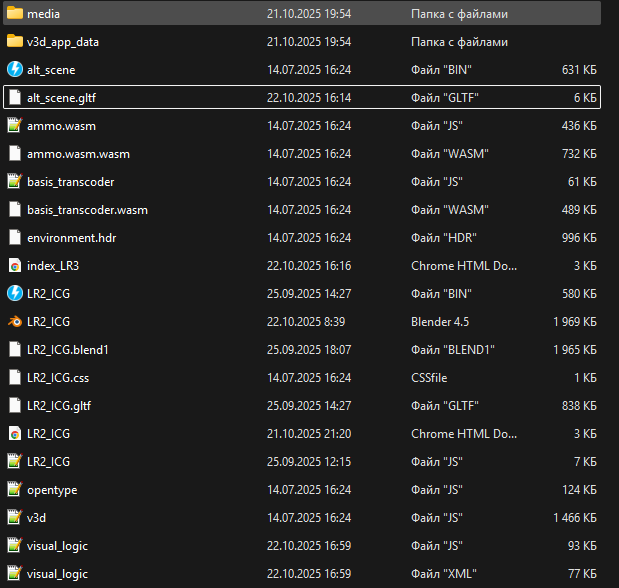 media 21.10.2025 19:54 Папка с файлами
v3d_app_data 21.10.2025 19:54 Папка с файлами
alt_scene 14.07.2025 16:24 Файл "BIN" 631 КБ
alt_scene.gltf 22.10.2025 16:14 Файл "GLTF" 6 КБ
ammo.wasm 14.07.2025 16:24 Файл "JS" 436 КБ
ammo.wasm.wasm 14.07.2025 16:24 Файл "WASM" 732 КБ
basis_transcoder 14.07.2025 16:24 Файл "JS" 61 КБ
basis_transcoder.wasm 14.07.2025 16:24 Файл "WASM" 489 КБ
environment.hdr 14.07.2025 16:24 Файл "HDR" 996 КБ
index_LR3 22.10.2025 16:16 Chrome HTML Do... 3 КБ
LR2_ICG 25.09.2025 14:27 Файл "BIN" 580 КБ
LR2_ICG 22.10.2025 8:39 Blender 4.5 1 969 КБ
LR2_ICG.blend1 25.09.2025 18:07 Файл "BLEND1" 1 965 КБ
LR2_ICG.css 14.07.2025 16:24 CSSfile 1 КБ
LR2_ICG.gltf 25.09.2025 14:27 Файл "GLTF" 838 КБ
LR2_ICG 21.10.2025 21:20 Chrome HTML Do... 3 КБ
LR2_ICG 25.09.2025 12:15 Файл "JS" 7 КБ
opentype 14.07.2025 16:24 Файл "JS" 124 КБ
v3d 14.07.2025 16:24 Файл "JS" 1 466 КБ
visual_logic 22.10.2025 16:59 Файл "JS" 93 КБ
visual_logic 22.10.2025 16:59 Файл "XML" 77 КБ